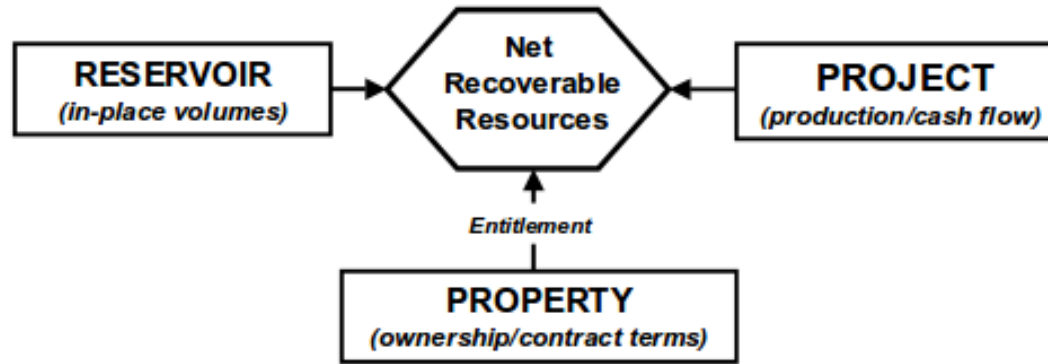 RESERVOIR
(in-place volumes)
Net
Recoverable
Resources
PROJECT
(production/cash flow)
Entitlement
PROPERTY
(ownership/contract terms)